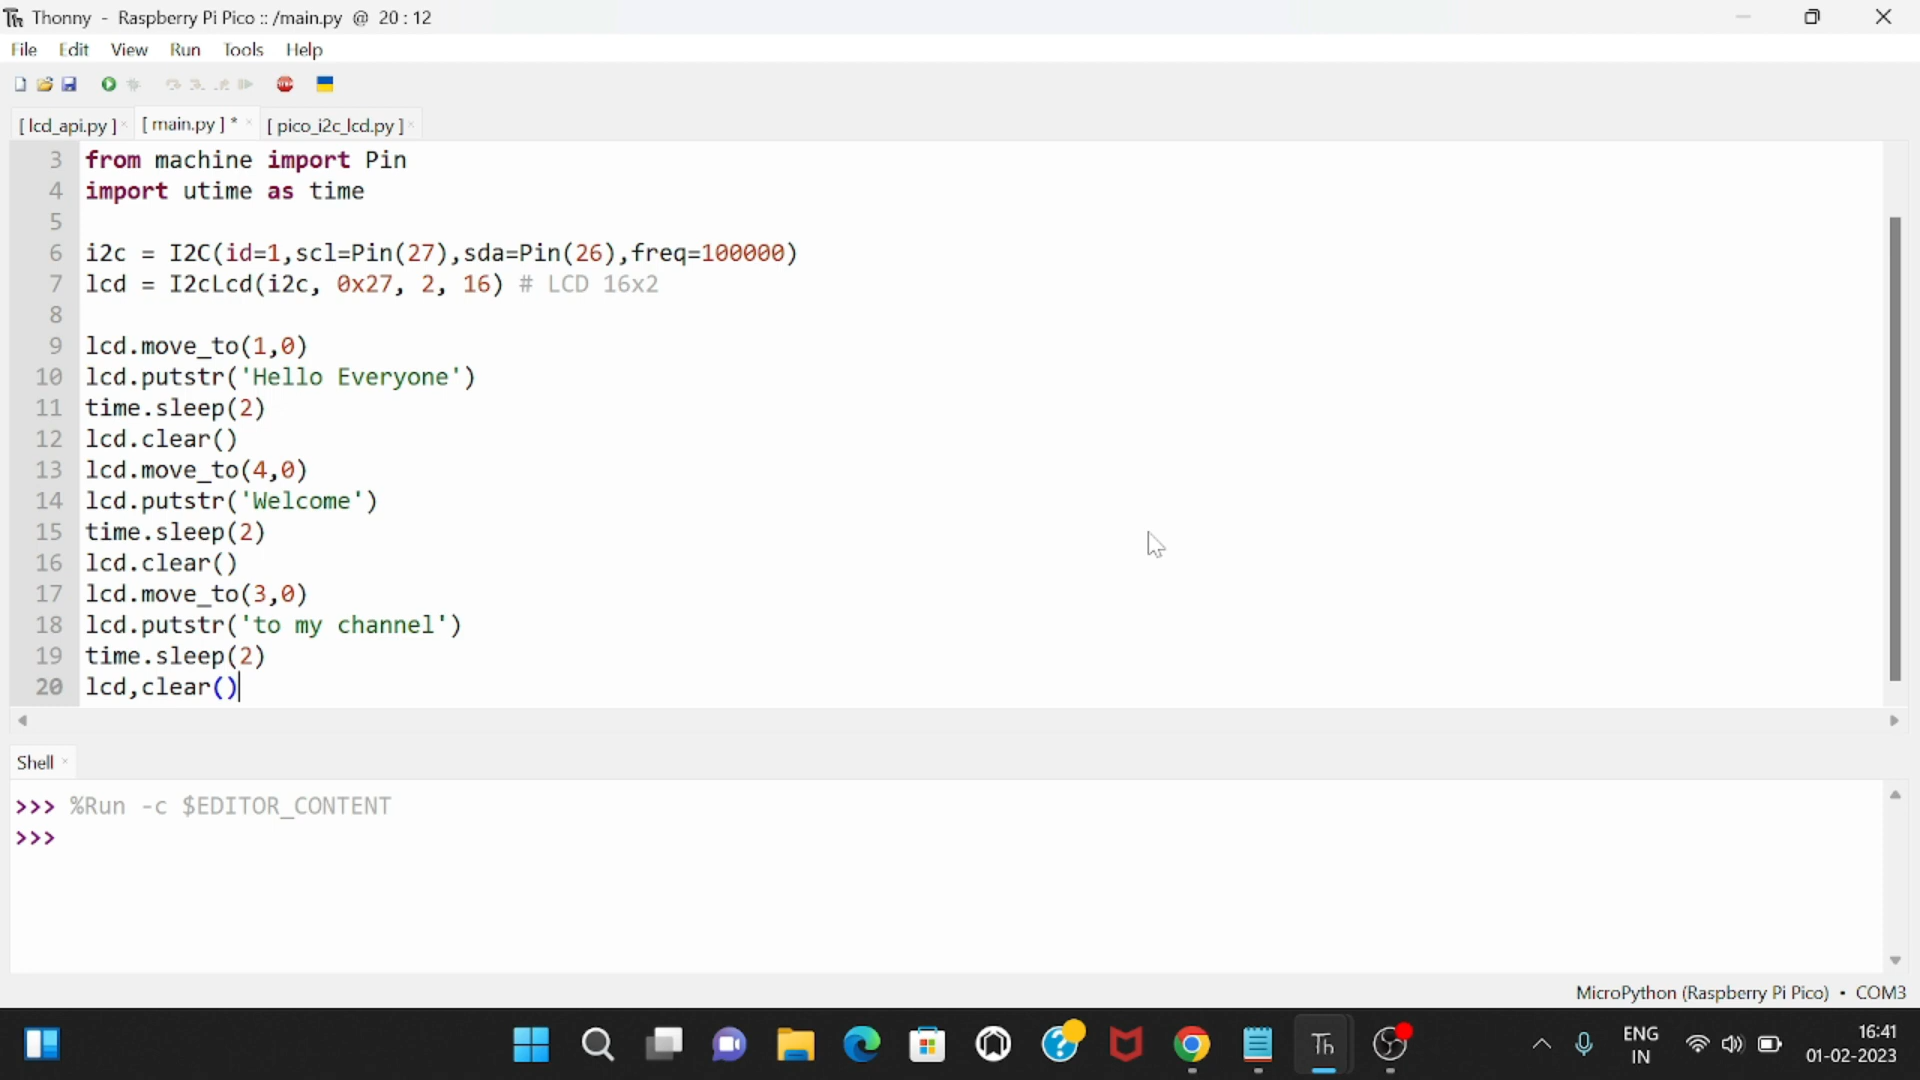 Thonny - Raspberry Pi Pico :: /main.py @ 20 : 12
File Edit View Run Tools Help
[ lcd_api.py ] [ main.py ] * [ pico_i2c_lcd.py ]
3 from machine import Pin
4 import utime as time
5
6 i2c = I2C(id=1,scl=Pin(27),sda=Pin(26),freq=100000)
7 lcd = I2cLcd(i2c, 0x27, 2, 16) # LCD 16x2
8
9 lcd.move_to(1,0)
10 lcd.putstr('Hello Everyone')
11 time.sleep(2)
12 lcd.clear()
13 lcd.move_to(4,0)
14 lcd.putstr('Welcome')
15 time.sleep(2)
16 lcd.clear()
17 lcd.move_to(3,0)
18 lcd.putstr('to my channel')
19 time.sleep(2)
20 lcd,clear()
Shell
>>> %Run -c $EDITOR_CONTENT
>>>
MicroPython (Raspberry Pi Pico) • COM3
Th
ENG
IN
16:41
01-02-2023